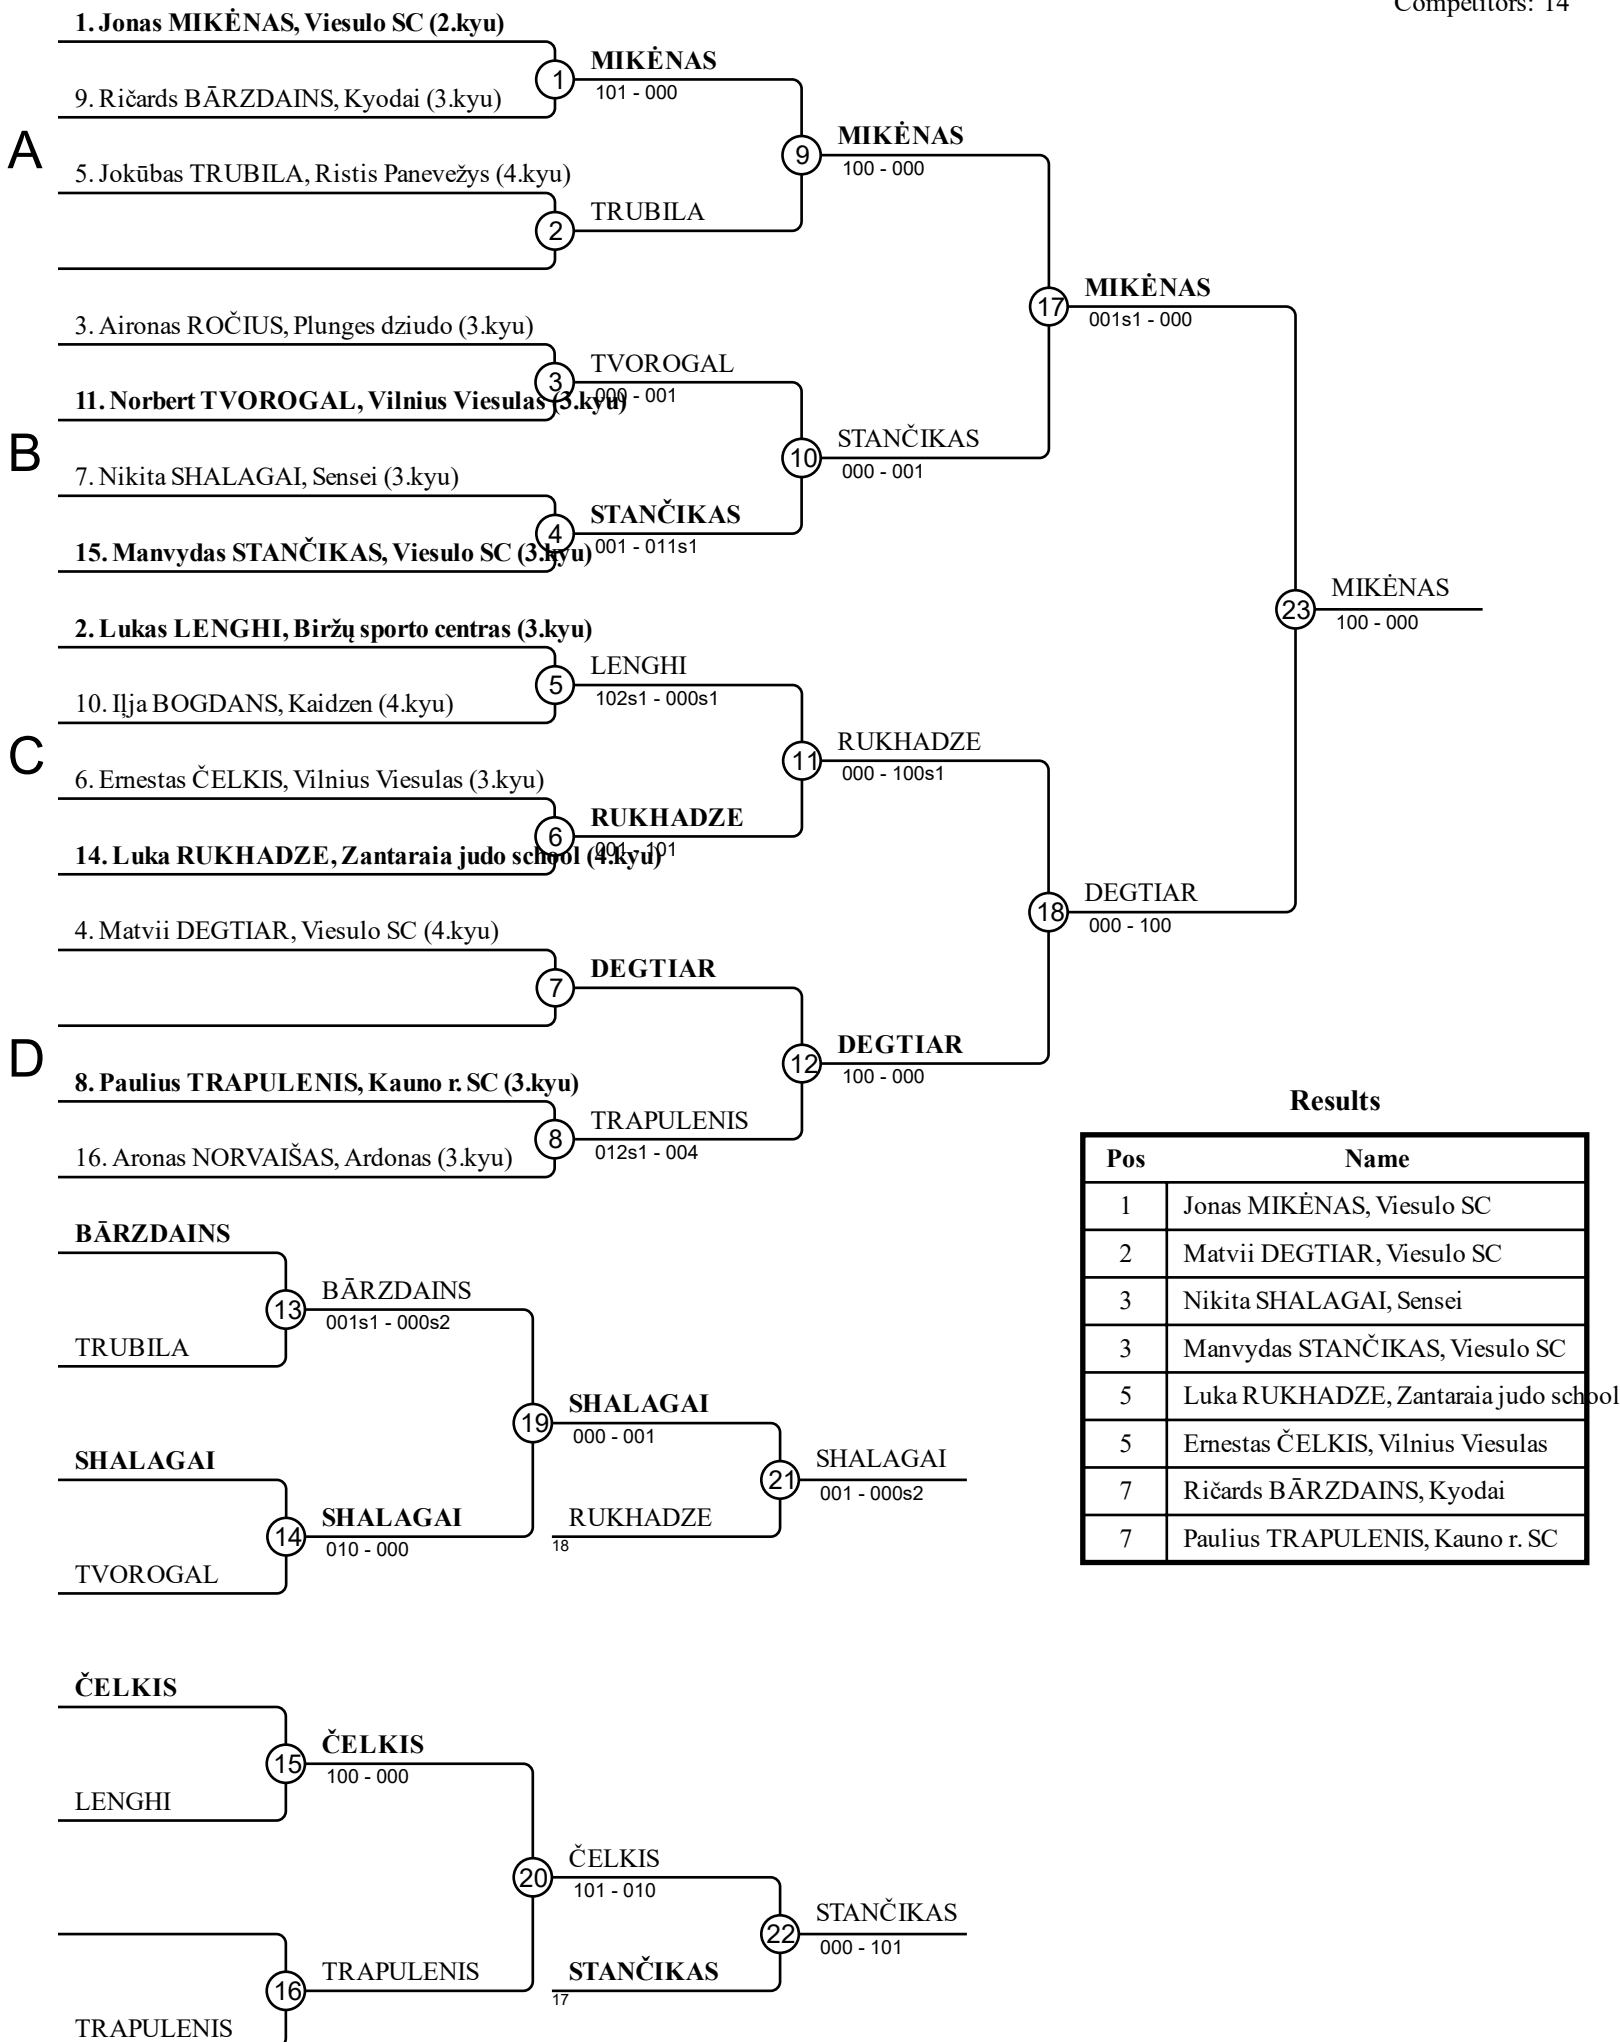 Competitors: 14
1. Jonas MIKĖNAS, Viesulo SC (2.kyu)
MIKĖNAS
1
101 - 000
9. Ričards BĀRZDAINS, Kyodai (3.kyu)
MIKĖNAS
A
9
100 - 000
5. Jokūbas TRUBILA, Ristis Panevežys (4.kyu)
TRUBILA
2
MIKĖNAS
17
001s1 - 000
3. Aironas ROČIUS, Plunges dziudo (3.kyu)
TVOROGAL
3
000 - 001
11. Norbert TVOROGAL, Vilnius Viesulas (3.kyu)
STANČIKAS
B
10
000 - 001
7. Nikita SHALAGAI, Sensei (3.kyu)
STANČIKAS
4
001 - 011s1
15. Manvydas STANČIKAS, Viesulo SC (3.kyu)
MIKĖNAS
23
100 - 000
2. Lukas LENGHI, Biržų sporto centras (3.kyu)
LENGHI
5
102s1 - 000s1
10. Iļja BOGDANS, Kaidzen (4.kyu)
RUKHADZE
C
11
000 - 100s1
6. Ernestas ČELKIS, Vilnius Viesulas (3.kyu)
RUKHADZE
6
001 - 101
14. Luka RUKHADZE, Zantaraia judo school (4.kyu)
DEGTIAR
18
000 - 100
4. Matvii DEGTIAR, Viesulo SC (4.kyu)
DEGTIAR
7
DEGTIAR
D
12
100 - 000
8. Paulius TRAPULENIS, Kauno r. SC (3.kyu)
TRAPULENIS
8
012s1 - 004
16. Aronas NORVAIŠAS, Ardonas (3.kyu)
Results
Pos Name
1 Jonas MIKĖNAS, Viesulo SC
2 Matvii DEGTIAR, Viesulo SC
3 Nikita SHALAGAI, Sensei
3 Manvydas STANČIKAS, Viesulo SC
5 Luka RUKHADZE, Zantaraia judo school
5 Ernestas ČELKIS, Vilnius Viesulas
7 Ričards BĀRZDAINS, Kyodai
7 Paulius TRAPULENIS, Kauno r. SC
BĀRZDAINS
BĀRZDAINS
13
001s1 - 000s2
TRUBILA
SHALAGAI
19
000 - 001
SHALAGAI
SHALAGAI
21
001 - 000s2
SHALAGAI
14
010 - 000
RUKHADZE
18
TVOROGAL
ČELKIS
ČELKIS
15
100 - 000
LENGHI
ČELKIS
20
101 - 010
STANČIKAS
22
000 - 101
TRAPULENIS
16
STANČIKAS
17
TRAPULENIS